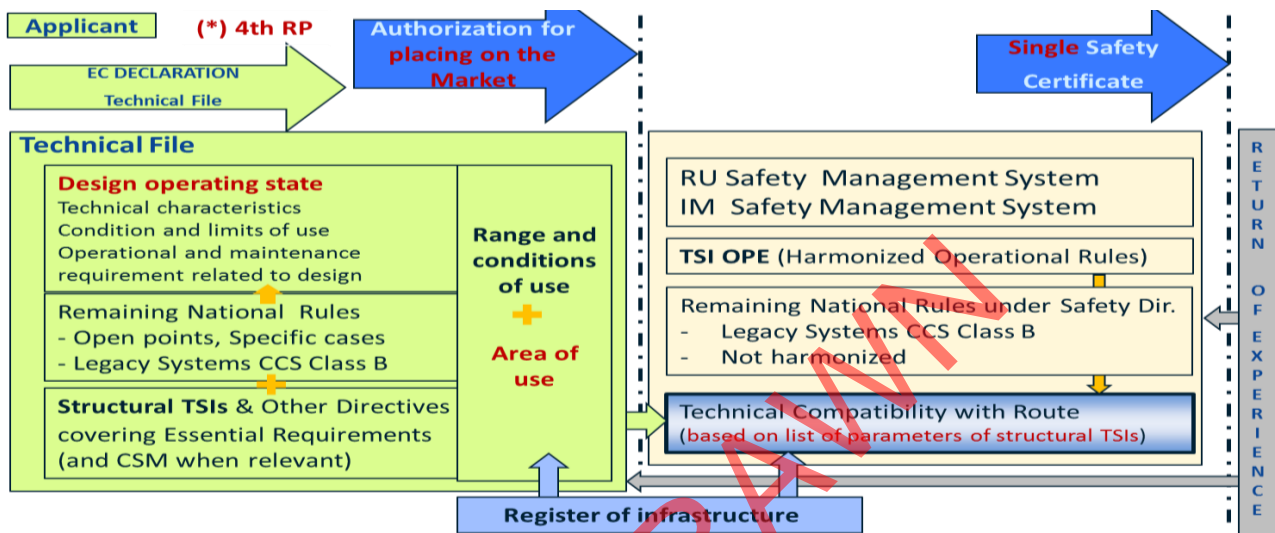 Applicant
(*) 4th RP
EC DECLARATION
Technical File
Authorization for
placing on the
Market
Single Safety
Certificate
Technical File
Design operating state
Technical characteristics
Condition and limits of use
Operational and maintenance
requirement related to design
Remaining National Rules
- Open points, Specific cases
- Legacy Systems CCS Class B
Structural TSIs & Other Directives
covering Essential Requirements
(and CSM when relevant)
Range and
conditions
of use
+
Area of
use
RU Safety Management System
IM Safety Management System
TSI OPE (Harmonized Operational Rules)
Remaining National Rules under Safety Dir.
- Legacy Systems CCS Class B
- Not harmonized
Technical Compatibility with Route
(based on list of parameters of structural TSIs)
Register of infrastructure
RETURN OF EXPERIENCE
AWN